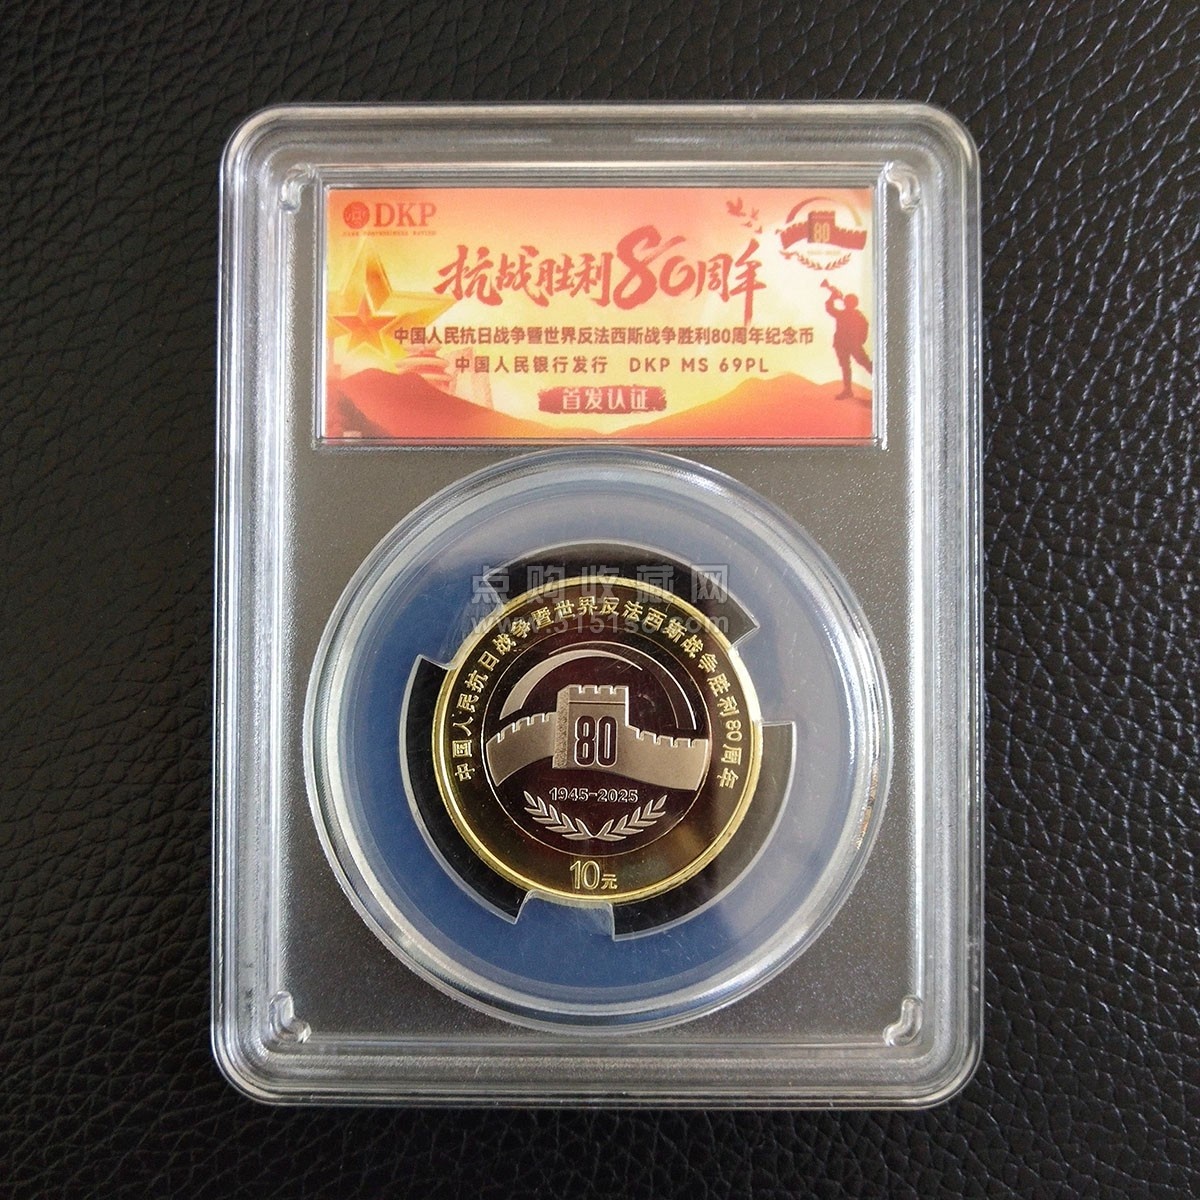 DKP
80
抗战胜利80周年
中国人民抗日战争暨世界反法西斯战争胜利80周年纪念币
中国人民银行发行 DKP MS 69PL
首发认证
点购收藏网
中国人民抗日战争暨世界反法西斯战争胜利80周年
80
1945-2025
10元